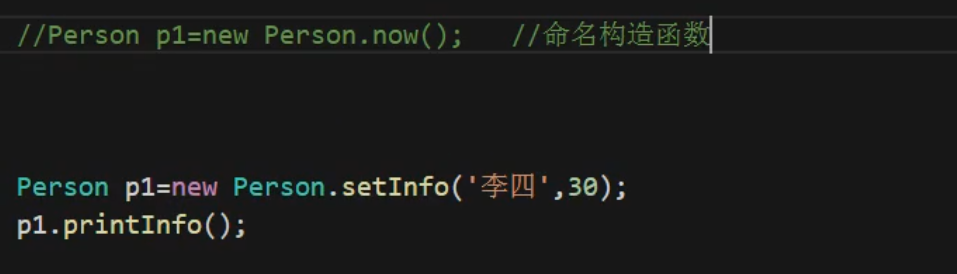 //Person p1=new Person.now();   //命名构造函数
Person p1=new Person.setInfo('李四',30);
p1.printInfo();